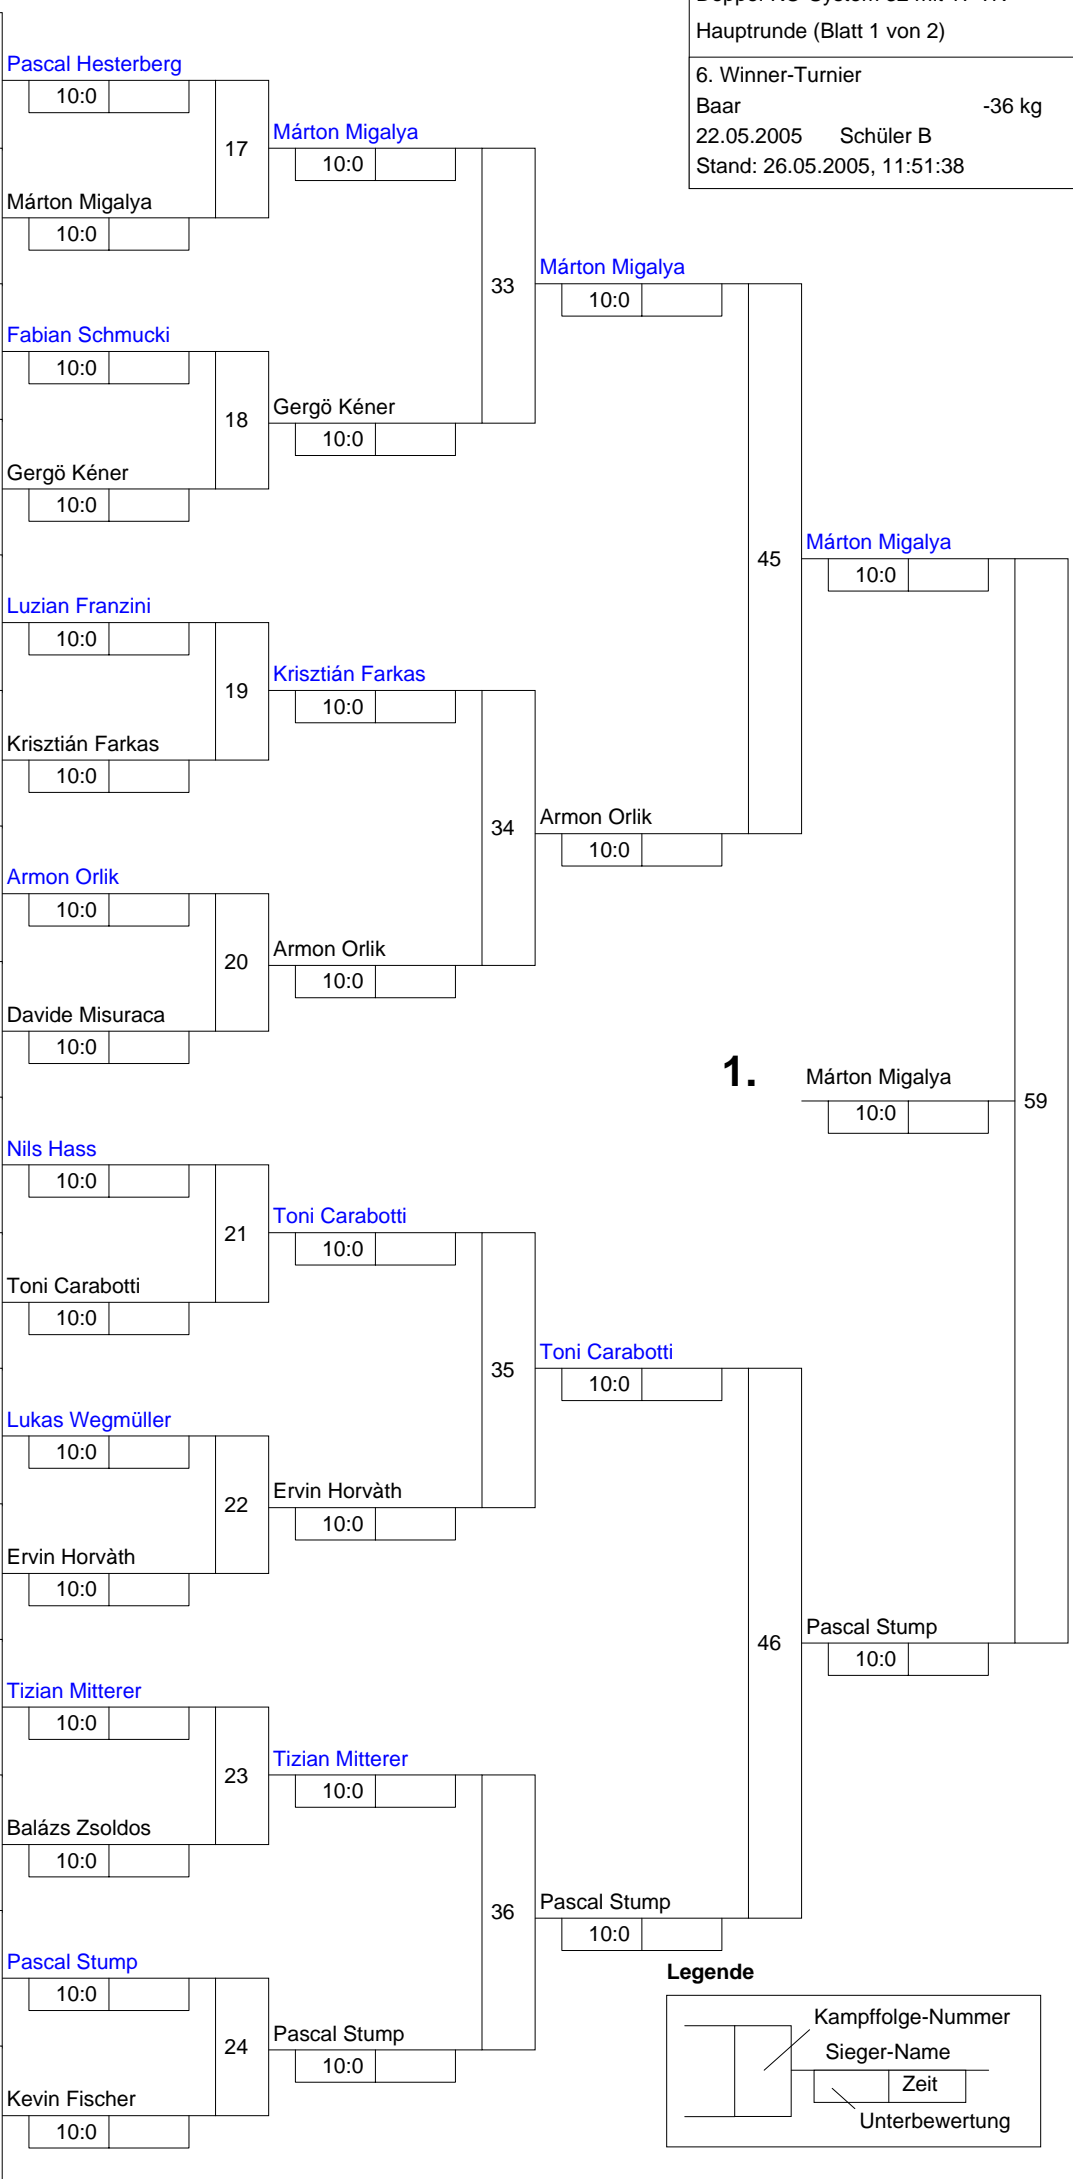 Hauptrunde (Blatt 1 von 2)
6. Winner-Turnier
Baar -36 kg
22.05.2005 Schüler B
Stand: 26.05.2005, 11:51:38
Pascal Hesterberg
10:0
17
Márton Migalya
10:0
Márton Migalya
10:0
33
Márton Migalya
10:0
Fabian Schmucki
10:0
18
Gergö Kéner
10:0
Gergö Kéner
10:0
45
Márton Migalya
10:0
Luzian Franzini
10:0
19
Krisztián Farkas
10:0
Krisztián Farkas
10:0
34
Armon Orlik
10:0
Armon Orlik
10:0
20
Armon Orlik
10:0
Davide Misuraca
10:0
1. Márton Migalya
10:0
59
Nils Hass
10:0
21
Toni Carabotti
10:0
Toni Carabotti
10:0
35
Toni Carabotti
10:0
Lukas Wegmüller
10:0
22
Ervin Horvàth
10:0
Ervin Horvàth
10:0
46
Pascal Stump
10:0
Tizian Mitterer
10:0
23
Tizian Mitterer
10:0
Balázs Zsoldos
10:0
36
Pascal Stump
10:0
Pascal Stump
10:0
24
Pascal Stump
10:0
Kevin Fischer
10:0
Legende
Kampffolge-Nummer
Sieger-Name
Zeit
Unterbewertung